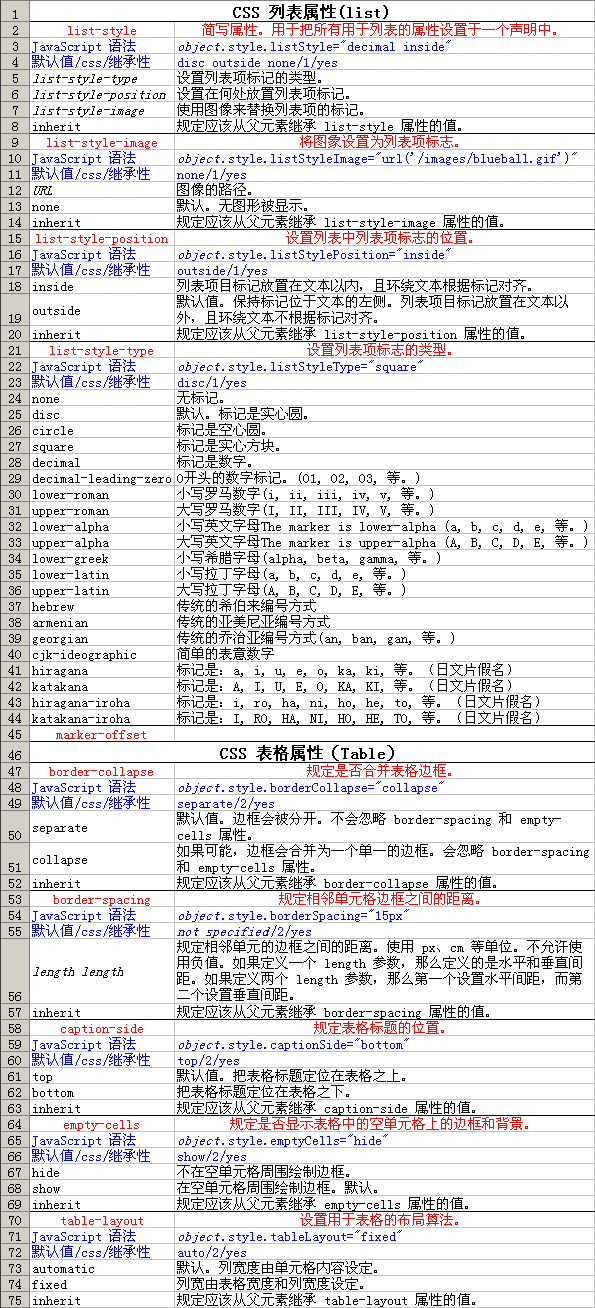 1 CSS 列表属性(list)
2 list-style 简写属性。用于把所有用于列表的属性设置于一个声明中。
3 JavaScript 语法 object.style.listStyle="decimal inside"
4 默认值/css/继承性 disc outside none/1/yes
5 list-style-type 设置列表项标记的类型。
6 list-style-position 设置在何处放置列表项标记。
7 list-style-image 使用图像来替换列表项的标记。
8 inherit 规定应该从父元素继承 list-style 属性的值。
9 list-style-image 将图象设置为列表项标志。
10 JavaScript 语法 object.style.listStyleImage="url('/images/blueball.gif')"
11 默认值/css/继承性 none/1/yes
12 URL 图像的路径。
13 none 默认。无图形被显示。
14 inherit 规定应该从父元素继承 list-style-image 属性的值。
15 list-style-position 设置列表中列表项标志的位置。
16 JavaScript 语法 object.style.listStylePosition="inside"
17 默认值/css/继承性 outside/1/yes
18 inside 列表项目标记放置在文本以内，且环绕文本根据标记对齐。
19 outside 默认值。保持标记位于文本的左侧。列表项目标记放置在文本以
外，且环绕文本不根据标记对齐。
20 inherit 规定应该从父元素继承 list-style-position 属性的值。
21 list-style-type 设置列表项标志的类型。
22 JavaScript 语法 object.style.listStyleType="square"
23 默认值/css/继承性 disc/1/yes
24 none 无标记。
25 disc 默认。标记是实心圆。
26 circle 标记是空心圆。
27 square 标记是实心方块。
28 decimal 标记是数字。
29 decimal-leading-zero 0开头的数字标记。(01, 02, 03, 等。)
30 lower-roman 小写罗马数字(i, ii, iii, iv, v, 等。)
31 upper-roman 大写罗马数字(I, II, III, IV, V, 等。)
32 lower-alpha 小写英文字母The marker is lower-alpha (a, b, c, d, e, 等。)
33 upper-alpha 大写英文字母The marker is upper-alpha (A, B, C, D, E, 等。)
34 lower-greek 小写希腊字母(alpha, beta, gamma, 等。)
35 lower-latin 小写拉丁字母(a, b, c, d, e, 等。)
36 upper-latin 大写拉丁字母(A, B, C, D, E, 等。)
37 hebrew 传统的希伯来编号方式
38 armenian 传统的亚美尼亚编号方式
39 georgian 传统的乔治亚编号方式(an, ban, gan, 等。)
40 cjk-ideographic 简单的表意数字
41 hiragana 标记是：a, i, u, e, o, ka, ki, 等。（日文片假名）
42 katakana 标记是：A, I, U, E, O, KA, KI, 等。（日文片假名）
43 hiragana-iroha 标记是：i, ro, ha, ni, ho, he, to, 等。（日文片假名）
44 katakana-iroha 标记是：I, RO, HA, NI, HO, HE, TO, 等。（日文片假名）
45 marker-offset
46 CSS 表格属性（Table）
47 border-collapse 规定是否合并表格边框。
48 JavaScript 语法 object.style.borderCollapse="collapse"
49 默认值/css/继承性 separate/2/yes
50 separate 默认值。边框会被分开。不会忽略 border-spacing 和 empty-
cells 属性。
51 collapse 如果可能，边框会合并为一个单一的边框。会忽略 border-spacing
和 empty-cells 属性。
52 inherit 规定应该从父元素继承 border-collapse 属性的值。
53 border-spacing 规定相邻单元格边框之间的距离。
54 JavaScript 语法 object.style.borderSpacing="15px"
55 默认值/css/继承性 not specified/2/yes
56 length length 规定相邻单元的边框之间的距离。使用 px、cm 等单位。不允许使
用负值。如果定义一个 length 参数，那么定义的是水平和垂直间
距。如果定义两个 length 参数，那么第一个设置水平间距，而第
二个设置垂直间距。
57 inherit 规定应该从父元素继承 border-spacing 属性的值。
58 caption-side 规定表格标题的位置。
59 JavaScript 语法 object.style.captionSide="bottom"
60 默认值/css/继承性 top/2/yes
61 top 默认值。把表格标题定位在表格之上。
62 bottom 把表格标题定位在表格之下。
63 inherit 规定应该从父元素继承 caption-side 属性的值。
64 empty-cells 规定是否显示表格中的空单元格上的边框和背景。
65 JavaScript 语法 object.style.emptyCells="hide"
66 默认值/css/继承性 show/2/yes
67 hide 不在空单元格周围绘制边框。
68 show 在空单元格周围绘制边框。默认。
69 inherit 规定应该从父元素继承 empty-cells 属性的值。
70 table-layout 设置用于表格的布局算法。
71 JavaScript 语法 object.style.tableLayout="fixed"
72 默认值/css/继承性 auto/2/yes
73 automatic 默认。列宽度由单元格内容设定。
74 fixed 列宽由表格宽度和列宽度设定。
75 inherit 规定应该从父元素继承 table-layout 属性的值。